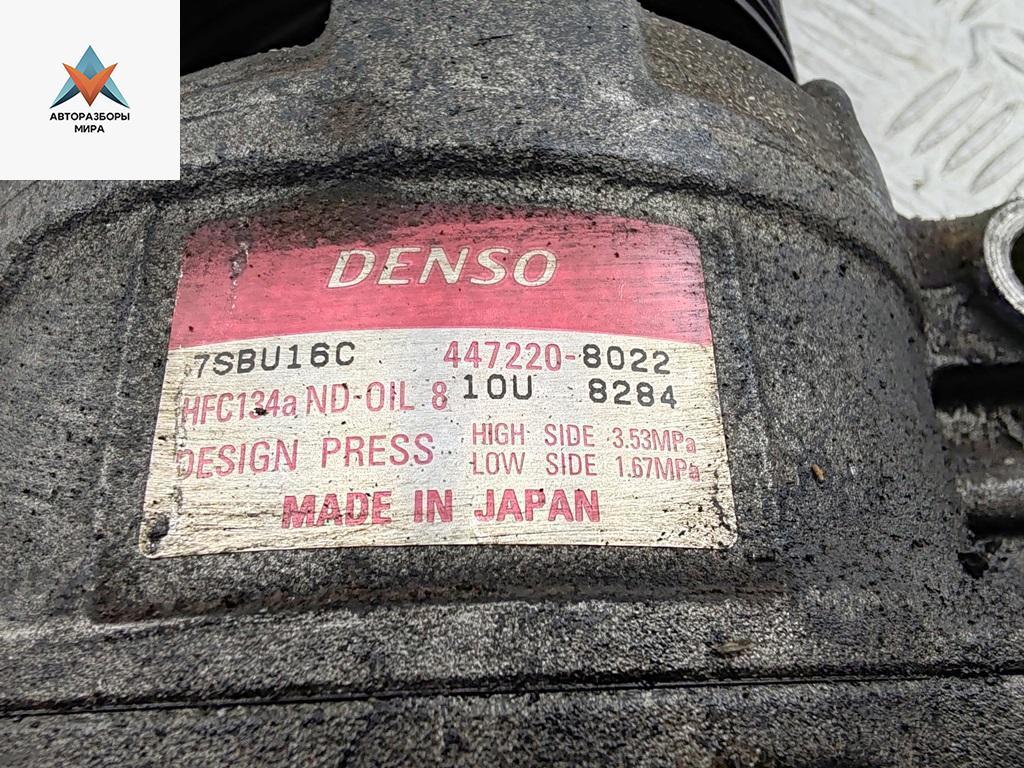 АВТОРАЗБОРЫ
МИРА
DENSO
7SBU16C 447220-8022
HFC134a ND-OIL 8 10U 8284
DESIGN PRESS HIGH SIDE 3.53MPa
LOW SIDE 1.67MPa
MADE IN JAPAN